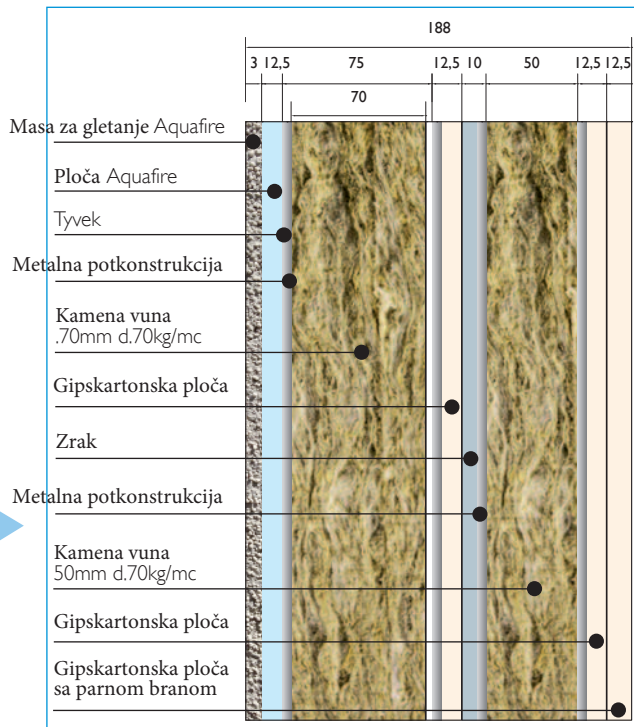 188
3 12,5 75 12,5 10 50 12,5 12,5
70
Masa za gletanje Aquafire
Ploča Aquafire
Tyvek
Metalna potkonstrukcija
Kamena vuna
.70mm d.70kg/mc
Gipskartonska ploča
Zrak
Metalna potkonstrukcija
Kamena vuna
50mm d.70kg/mc
Gipskartonska ploča
Gipskartonska ploča
sa parnom branom